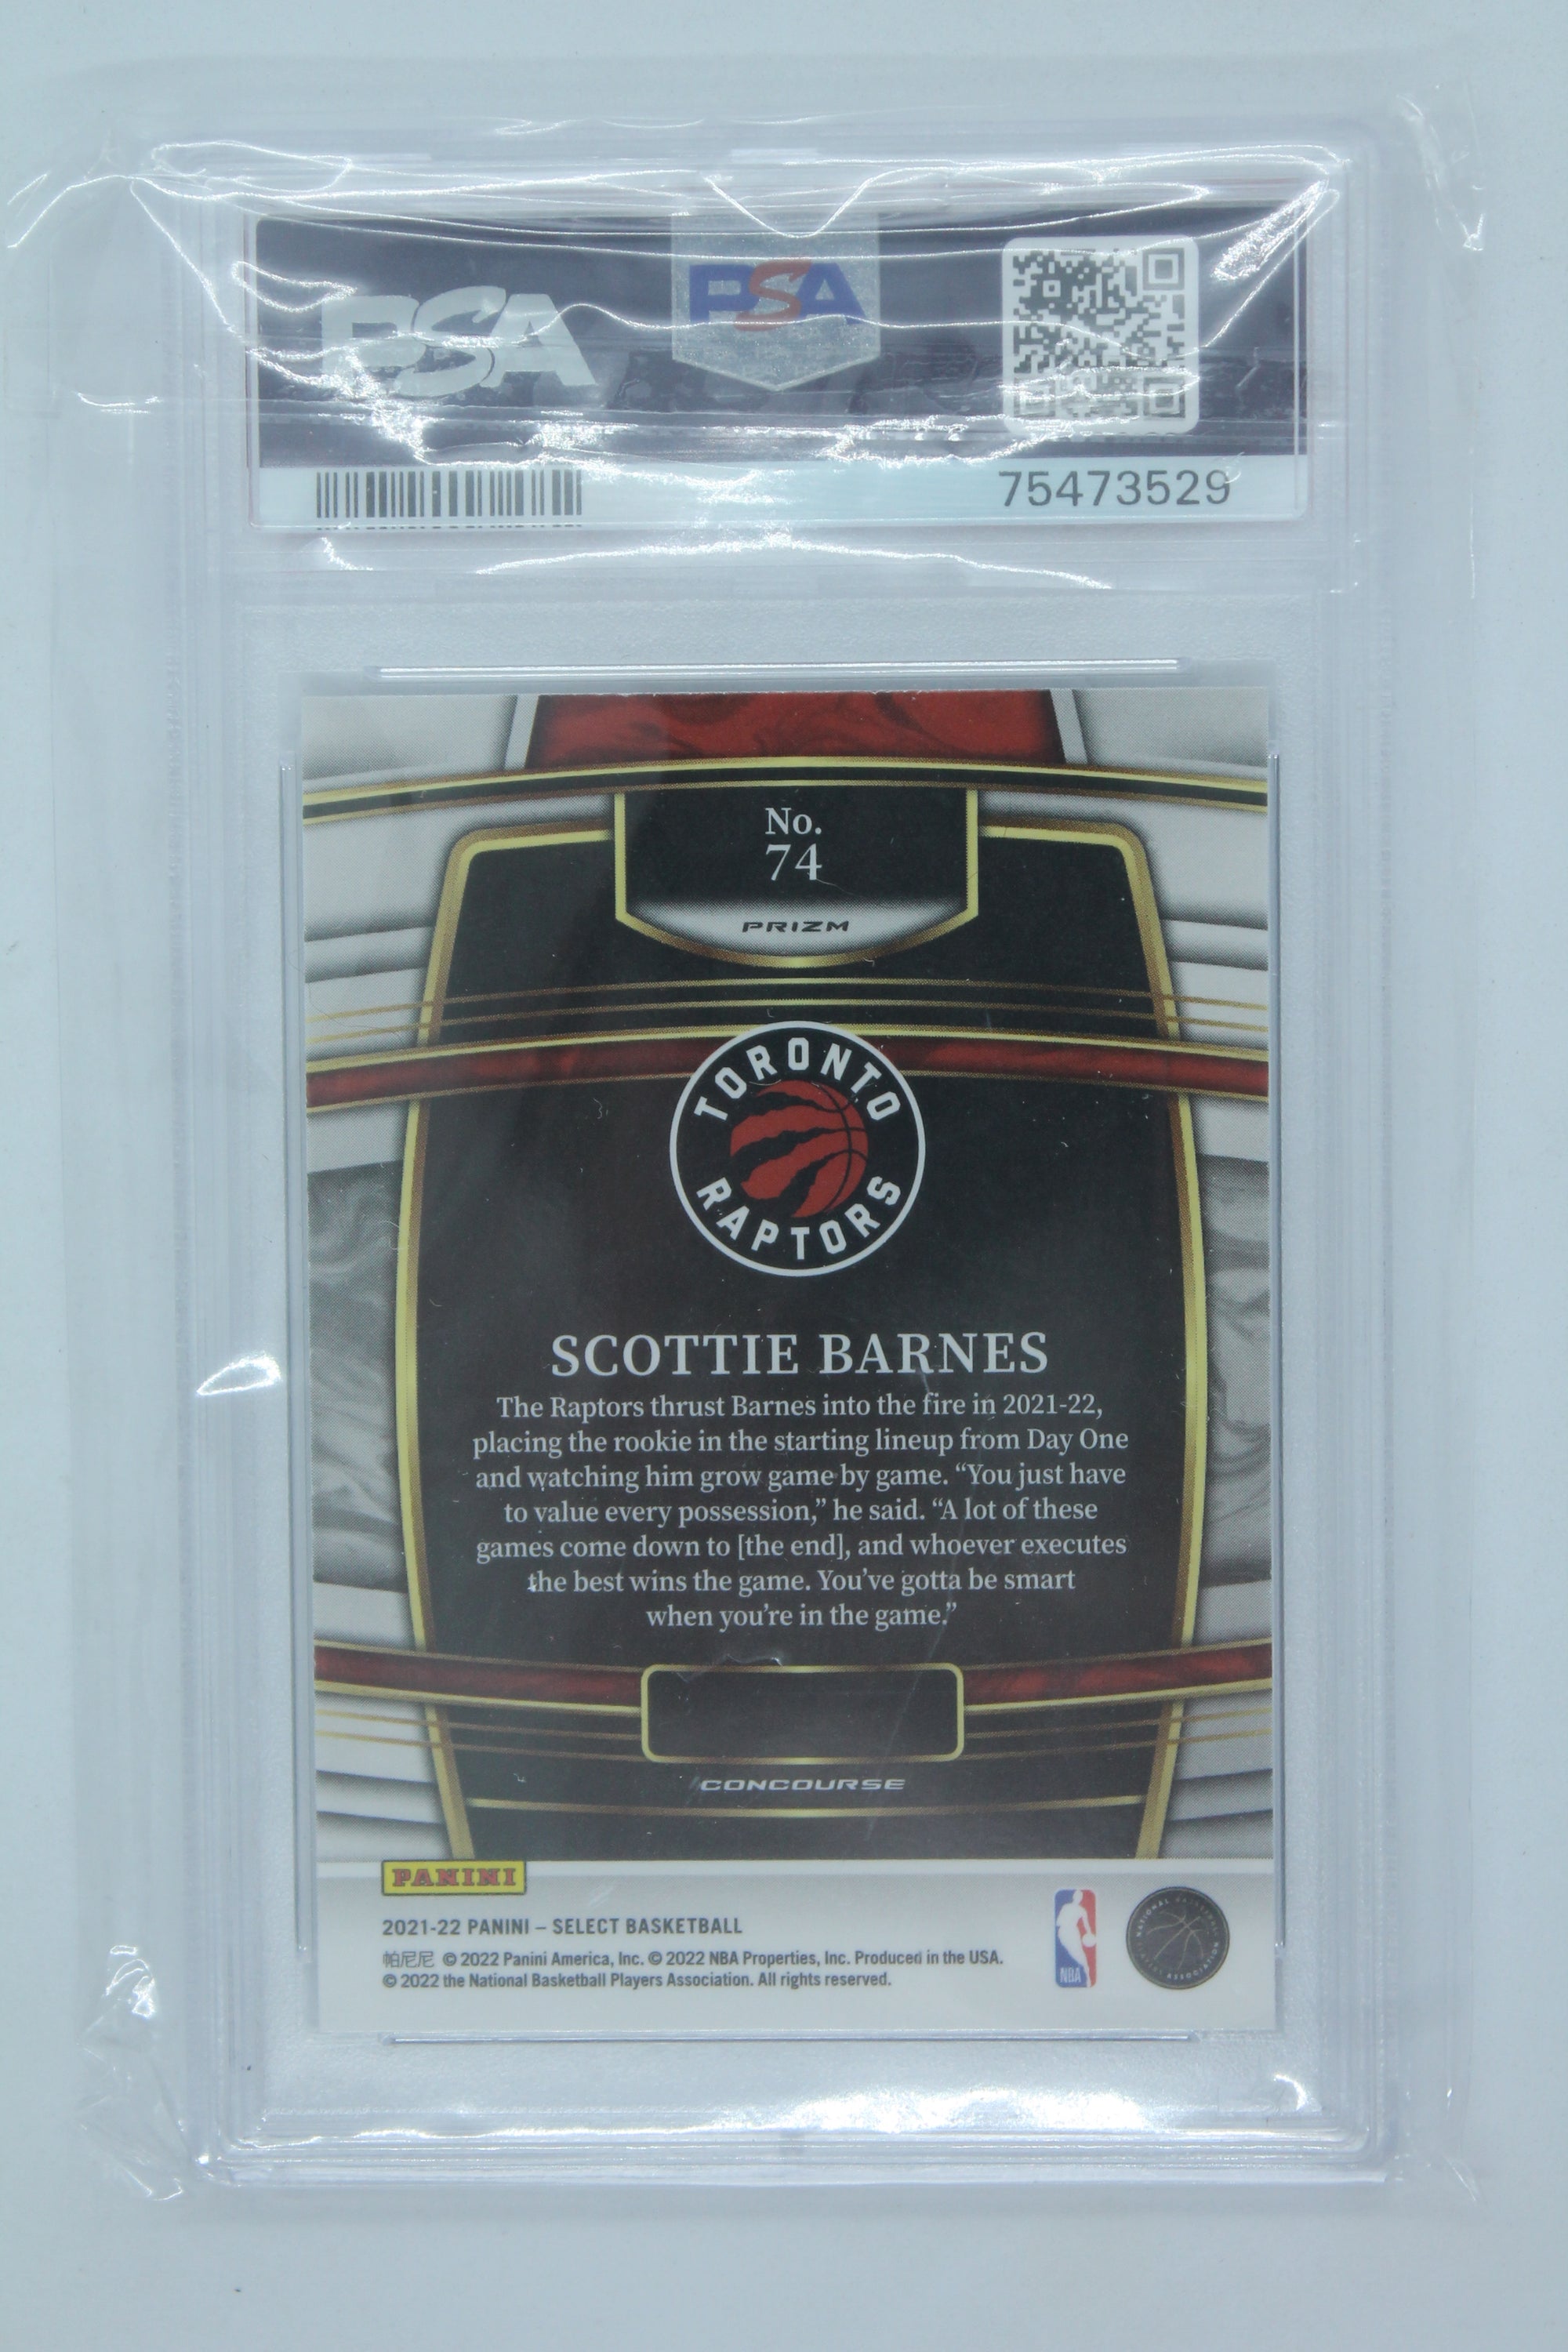 PSA
PSA
75473529
No.
74
PRIZM
TORONTO
RAPTORS
SCOTTIE BARNES
The Raptors thrust Barnes into the fire in 2021-22,
placing the rookie in the starting lineup from Day One
and watching him grow game by game. “You just have
to value every possession,” he said. “A lot of these
games come down to [the end], and whoever executes
the best wins the game. You’ve gotta be smart
when you’re in the game.”
CONCOURSE
PANINI
2021-22 PANINI – SELECT BASKETBALL
帕尼尼 © 2022 Panini America, Inc. © 2022 NBA Properties, Inc. Produced in the USA.
© 2022 the National Basketball Players Association. All rights reserved.
NBA
NATIONAL BASKETBALL
PLAYERS ASSOCIATION